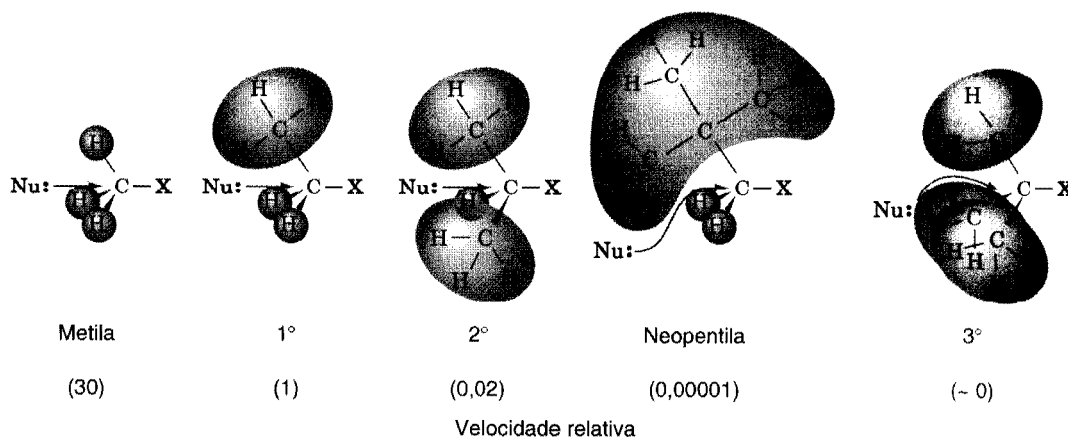 H H H H H
H C C C
C C C C
H
Nu: C—X Nu: C—X Nu: C—X C—X Nu: C—X
H H H H H H H C
H H H—C Nu: H C
H H
Metila 1° 2° Neopentila 3°
(30) (1) (0,02) (0,00001) (~ 0)
Velocidade relativa